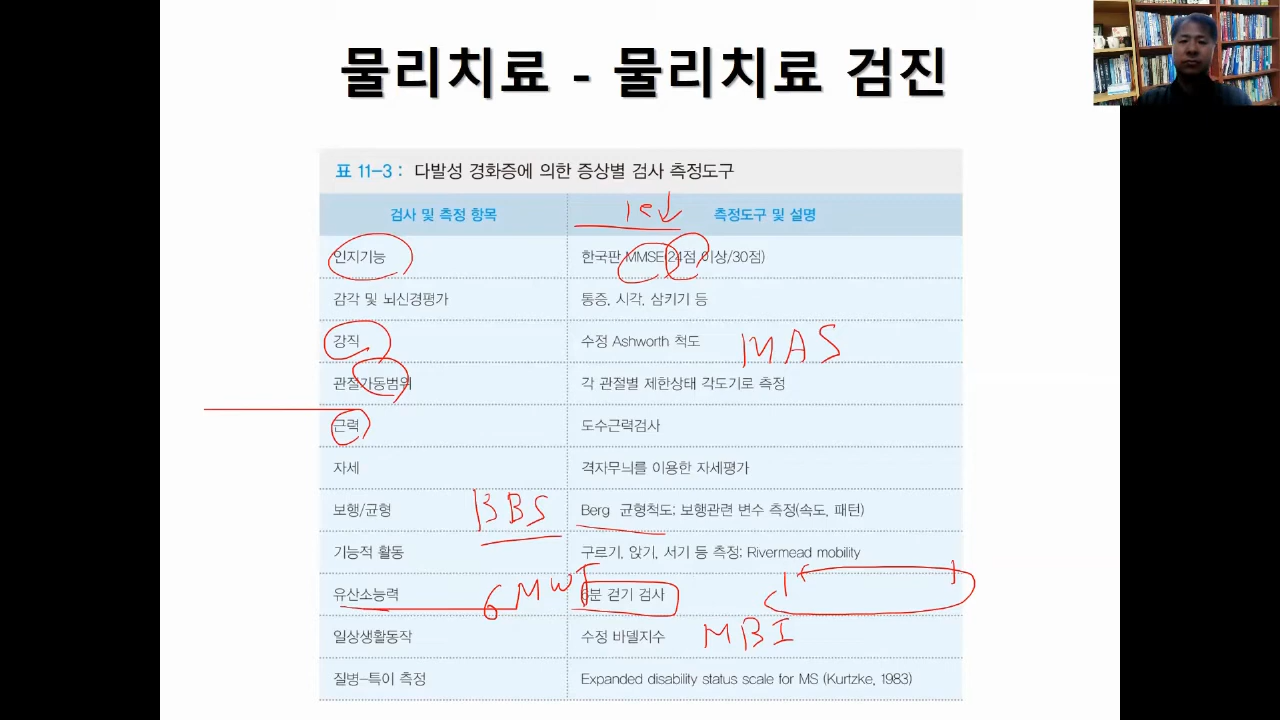 물리치료 - 물리치료 검진
표 11-3 : 다발성 경화증에 의한 증상별 검사 측정도구
검사 및 측정 항목 측정도구 및 설명
인지기능 한국판 MMSE(24점 이상/30점)
감각 및 뇌신경평가 통증, 시각, 삼키기 등
강직 수정 Ashworth 척도 MAS
관절가동범위 각 관절별 제한상태 각도기로 측정
근력 도수근력검사
자세 격자무늬를 이용한 자세평가
보행/균형 BBS Berg 균형척도; 보행관련 변수 측정(속도, 패턴)
기능적 활동 구르기, 앉기, 서기 등 측정; Rivermead mobility
유산소능력 6MWT 6분 걷기 검사
일상생활동작 수정 바델지수 MBI
질병-특이 측정 Expanded disability status scale for MS (Kurtzke, 1983)